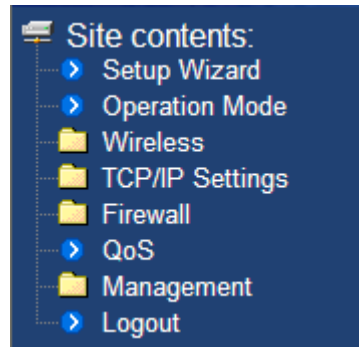 Site contents:
Setup Wizard
Operation Mode
Wireless
TCP/IP Settings
Firewall
QoS
Management
Logout